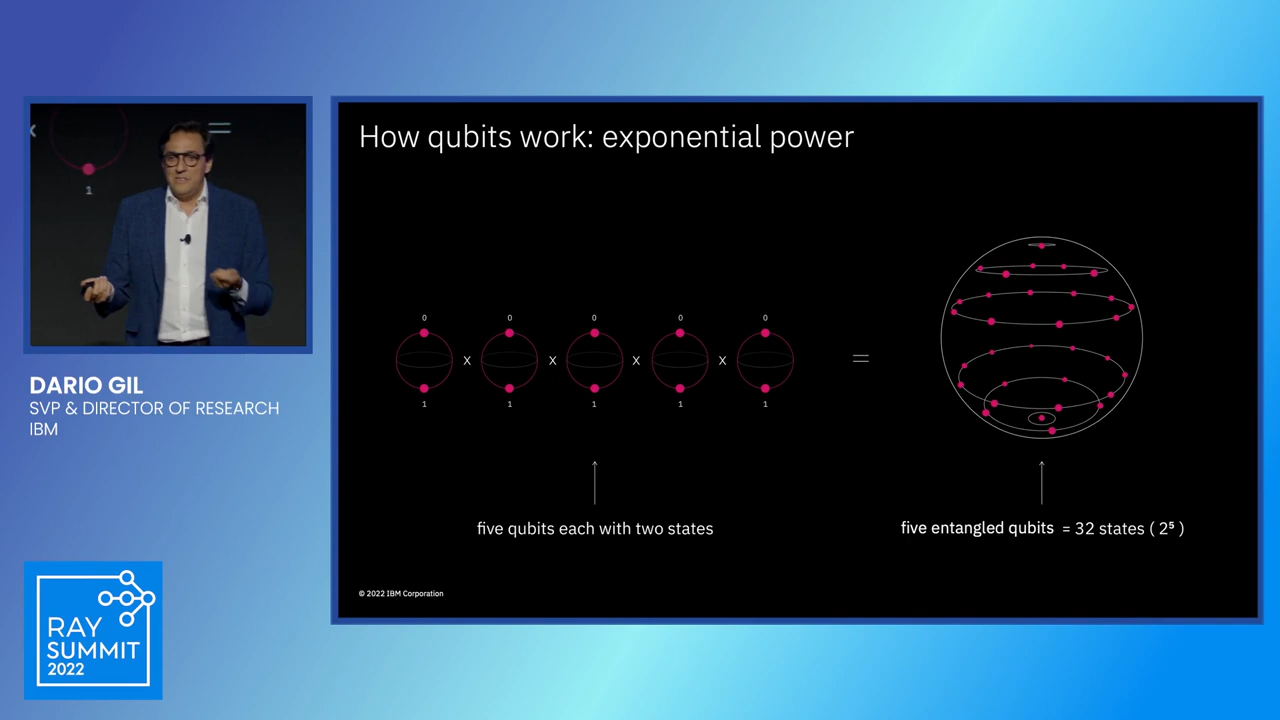 1
DARIO GIL
SVP & DIRECTOR OF RESEARCH
IBM
RAY
SUMMIT
2022
How qubits work: exponential power
0 0 0 0 0
x x x x
=
1 1 1 1 1
five qubits each with two states
five entangled qubits = 32 states ( 2⁵ )
© 2022 IBM Corporation